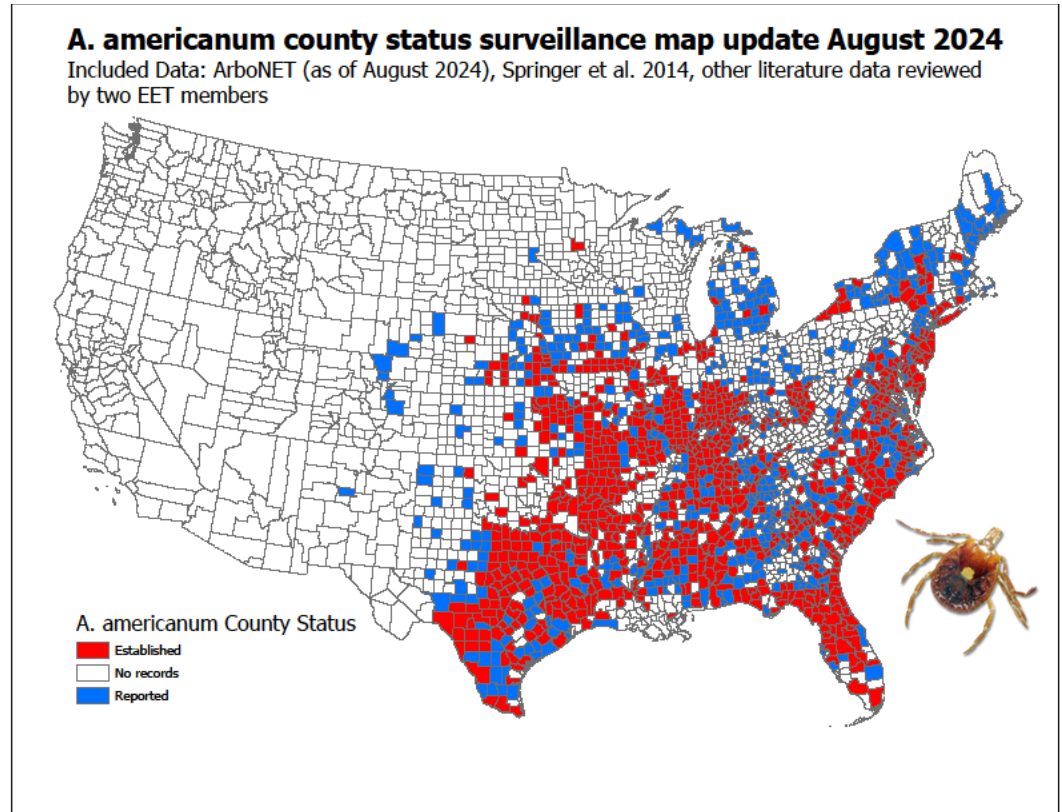 A. americanum county status surveillance map update August 2024
Included Data: ArboNET (as of August 2024), Springer et al. 2014, other literature data reviewed
by two EET members
A. americanum County Status
Established
No records
Reported